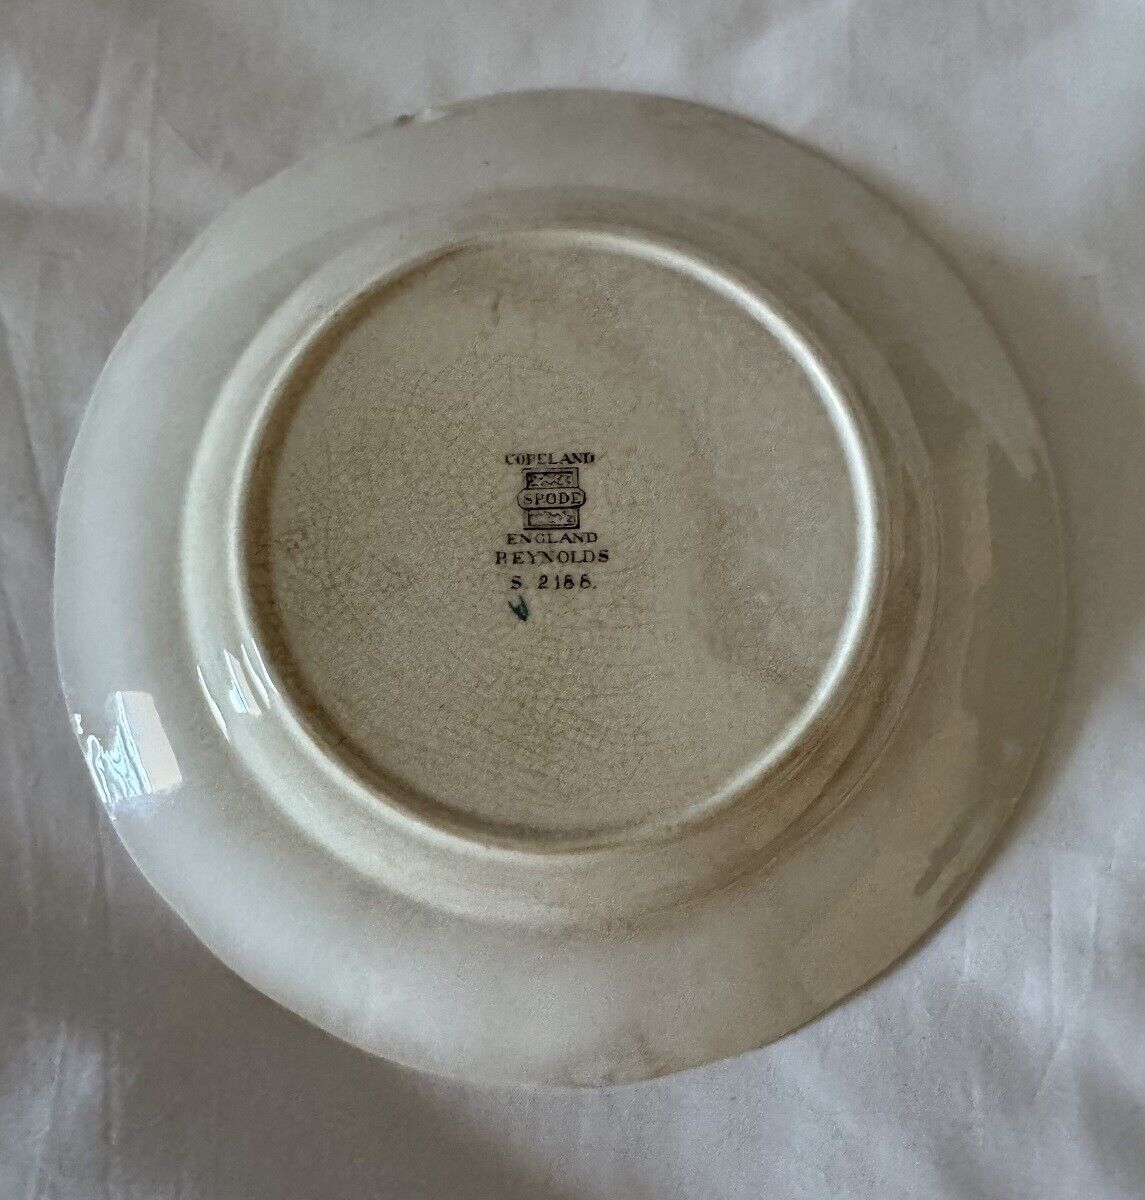 COPELAND
SPODE
ENGLAND
REYNOLDS
S. 2188.